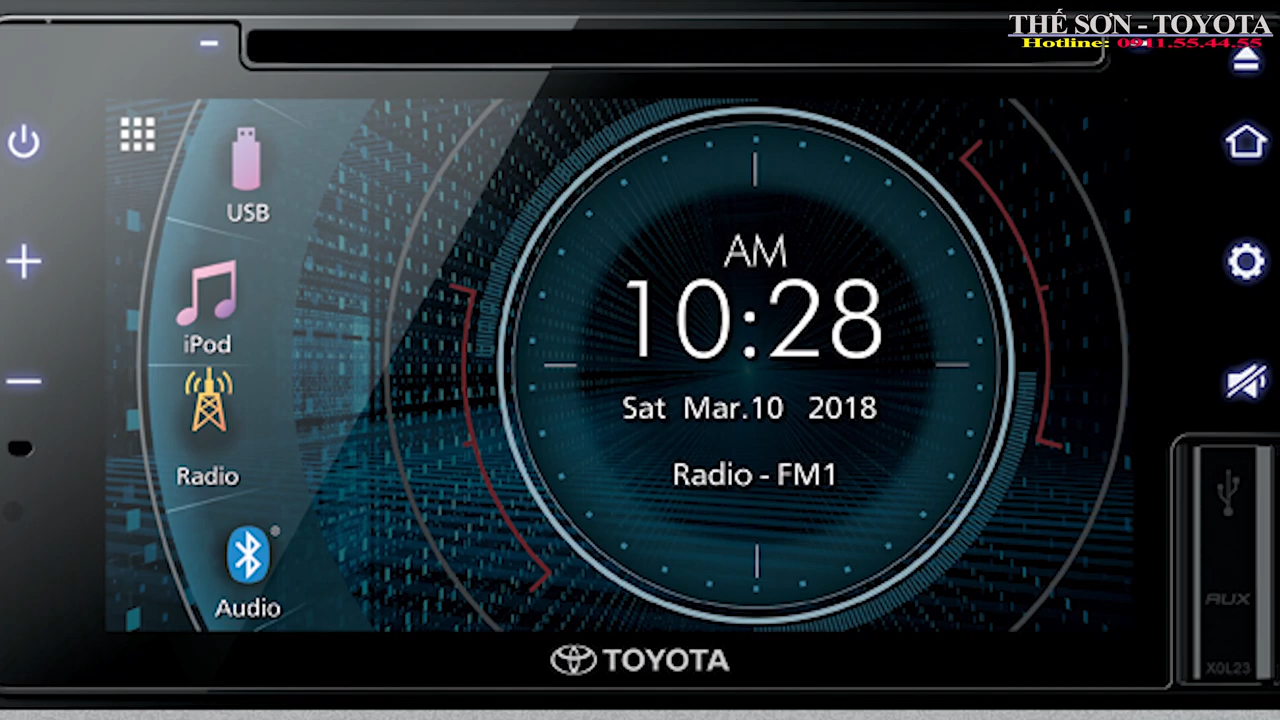 THẾ SƠN - TOYOTA
Hotline: 0911.55.44.55
USB
iPod
Radio
Audio
AM
10:28
Sat Mar.10 2018
Radio - FM1
TOYOTA
AUX
X0L23